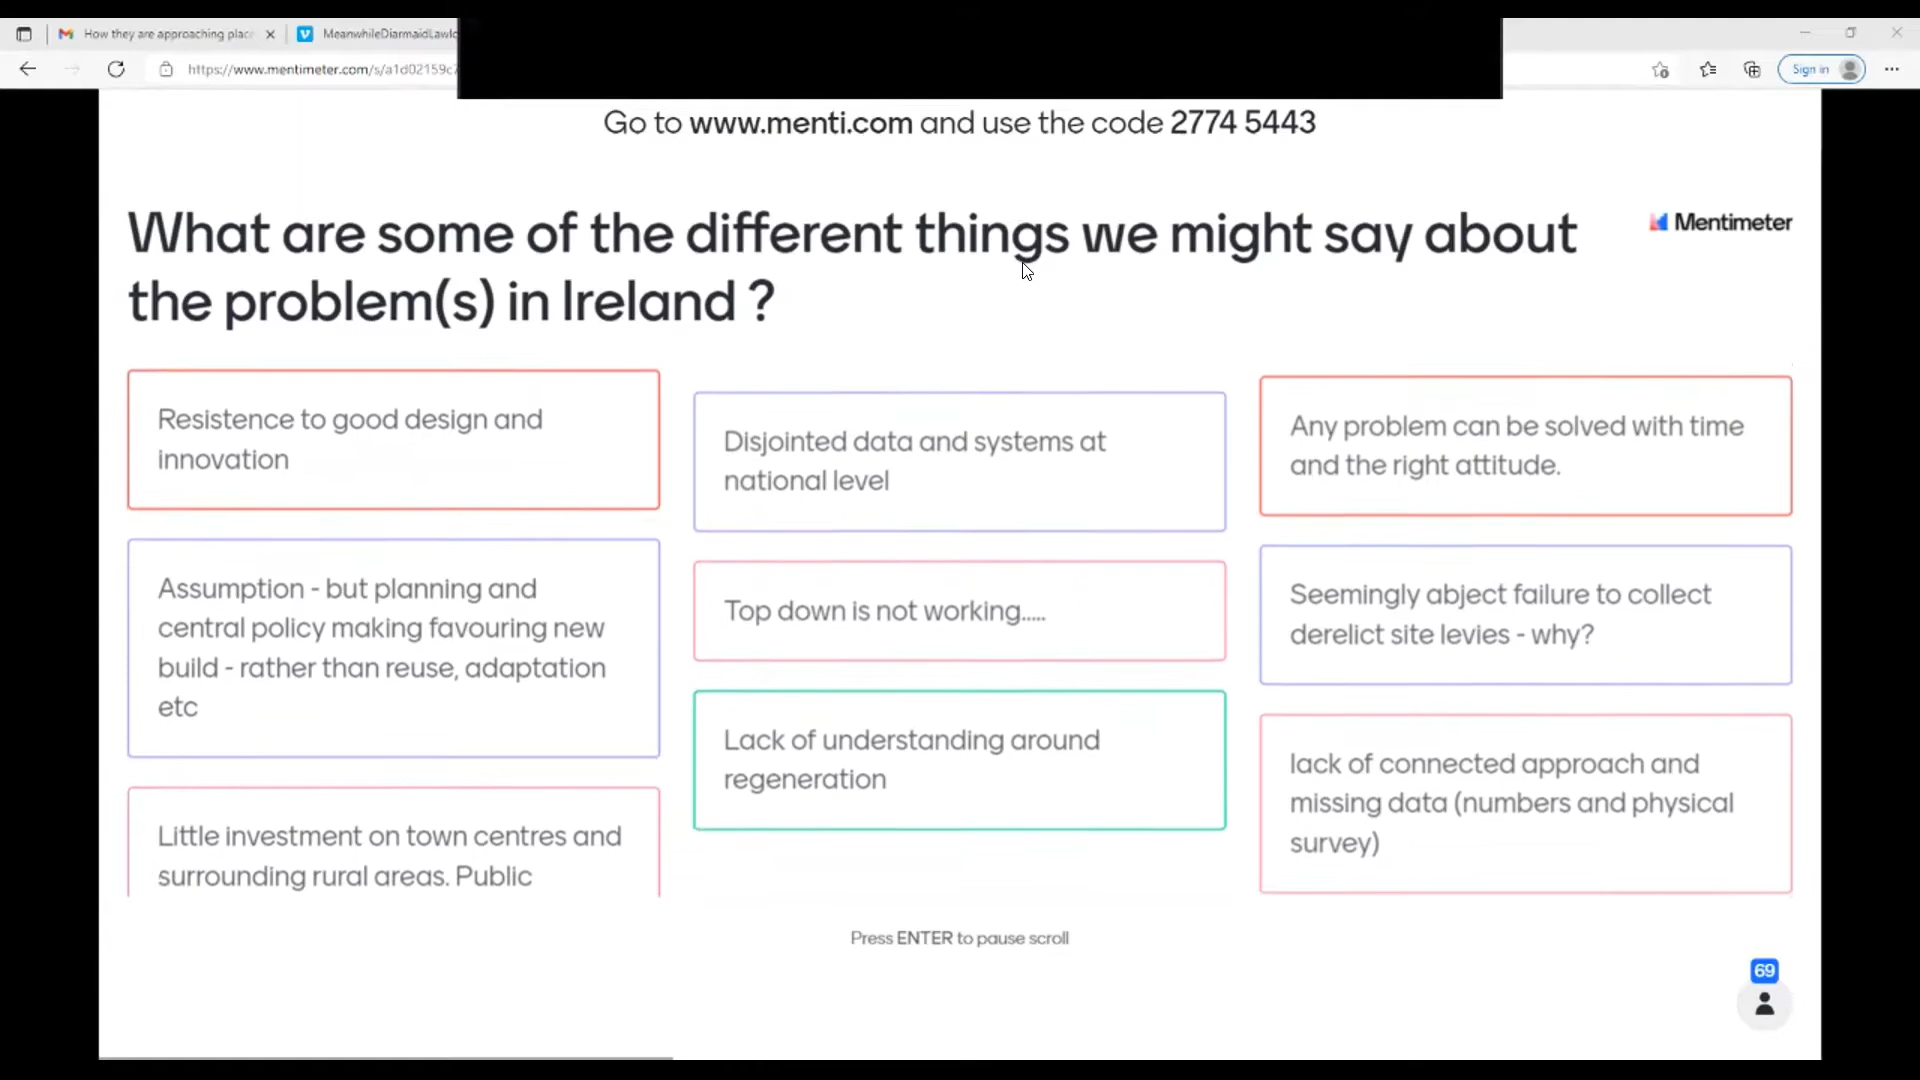 How they are approaching plac
MeanwhileDiarmaidLawlo
https://www.mentimeter.com/s/a1d02159c7
Sign in
Go to www.menti.com and use the code 2774 5443
What are some of the different things we might say about
the problem(s) in Ireland ?
Mentimeter
Resistence to good design and
innovation
Assumption - but planning and
central policy making favouring new
build - rather than reuse, adaptation
etc
Little investment on town centres and
surrounding rural areas. Public
Disjointed data and systems at
national level
Top down is not working.....
Lack of understanding around
regeneration
Any problem can be solved with time
and the right attitude.
Seemingly abject failure to collect
derelict site levies - why?
lack of connected approach and
missing data (numbers and physical
survey)
Press ENTER to pause scroll
69